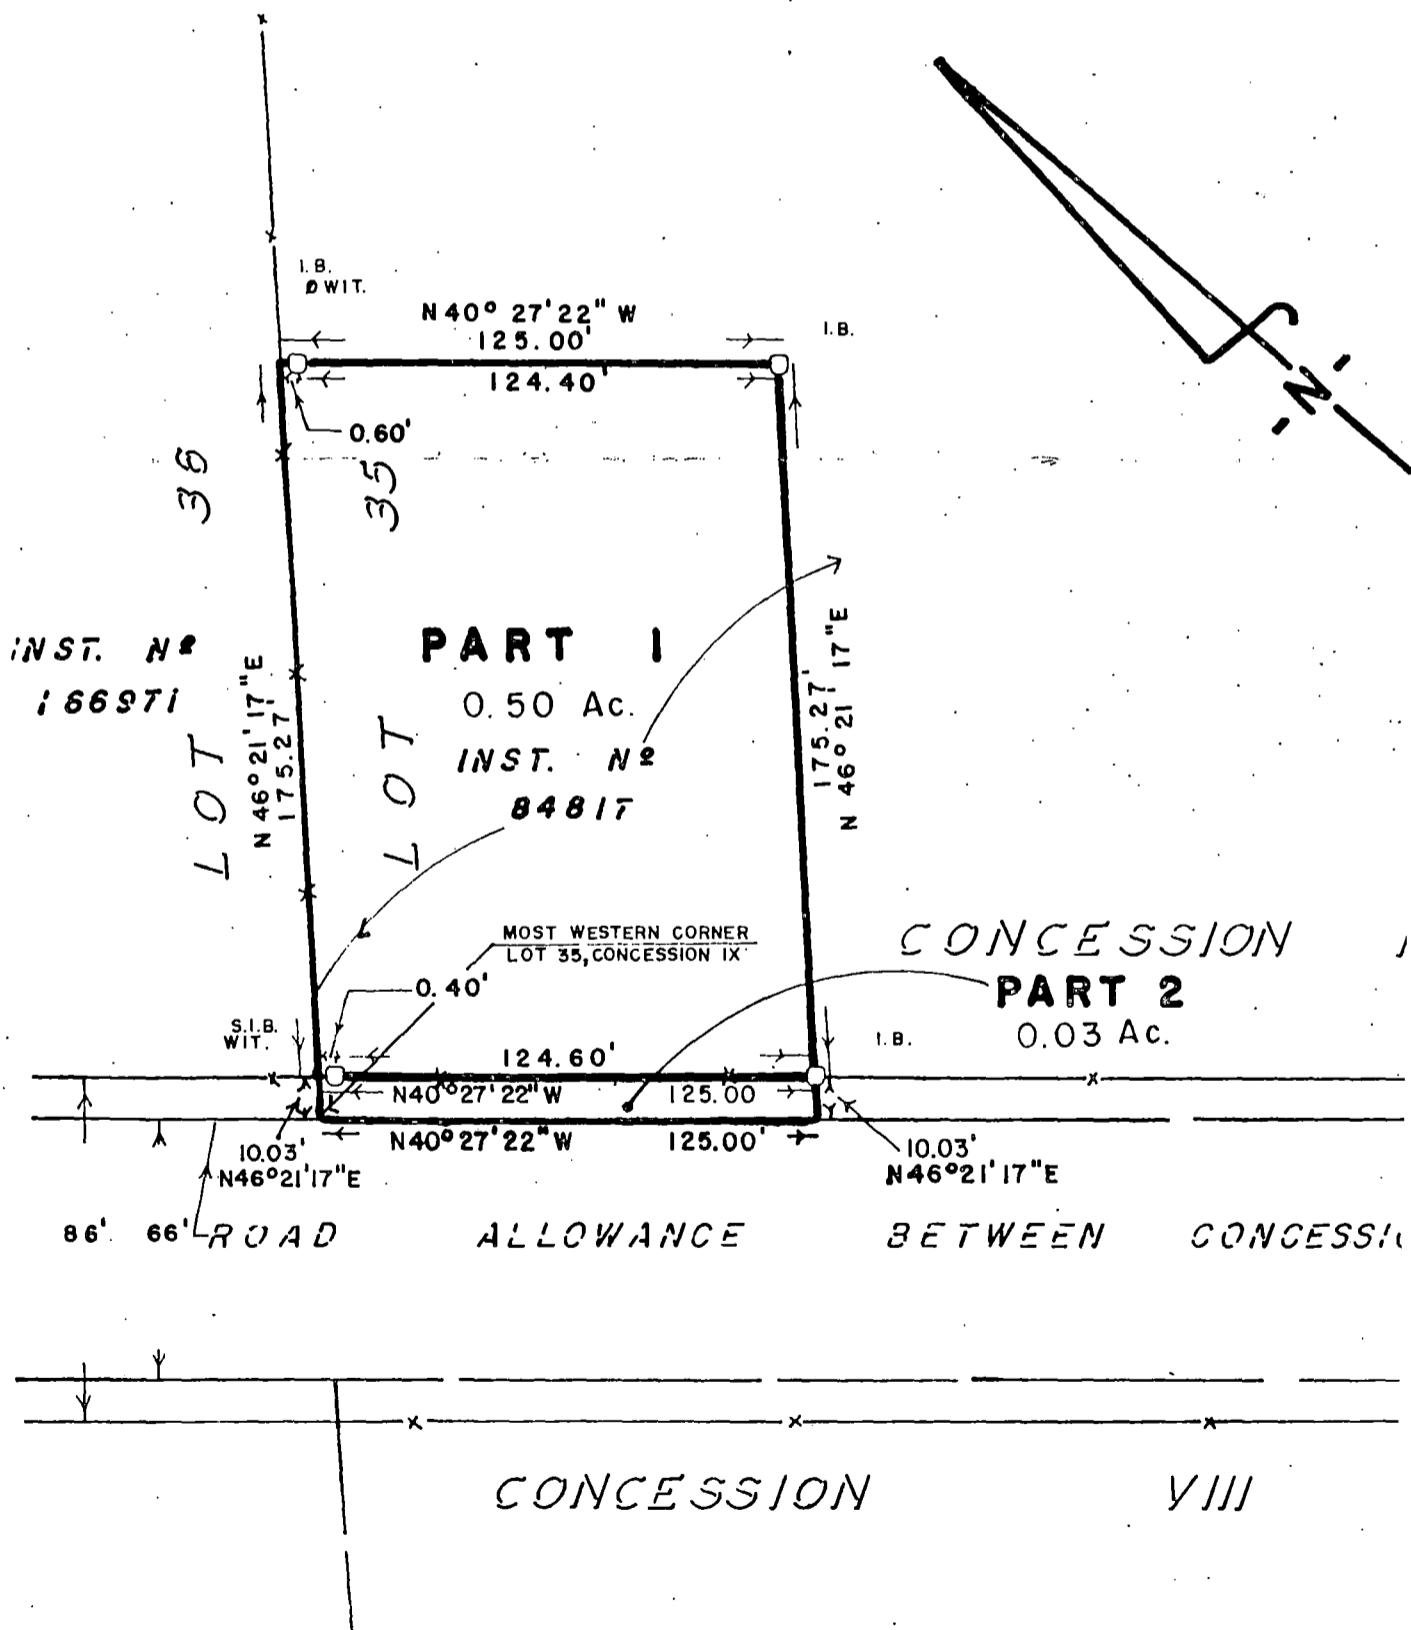 I.B.
Ø WIT.
N 40° 27' 22" W
125.00'
I.B.
124.40'
0.60'
N
LOT 36
LOT 35
INST. Nº
PART 1
0.50 Ac.
INST. Nº
84817
N 46° 21' 17" E
175.27'
175.27'
N 46° 21' 17" E
MOST WESTERN CORNER
LOT 35, CONCESSION IX
0.40'
CONCESSION
PART 2
0.03 Ac.
S.I.B.
WIT.
I.B.
124.60'
N40° 27' 22" W 125.00
N40° 27' 22" W 125.00'
10.03'
N46°21'17"E
10.03'
N46°21'17"E
86' 66' ROAD ALLOWANCE BETWEEN
CONCESSION VIII